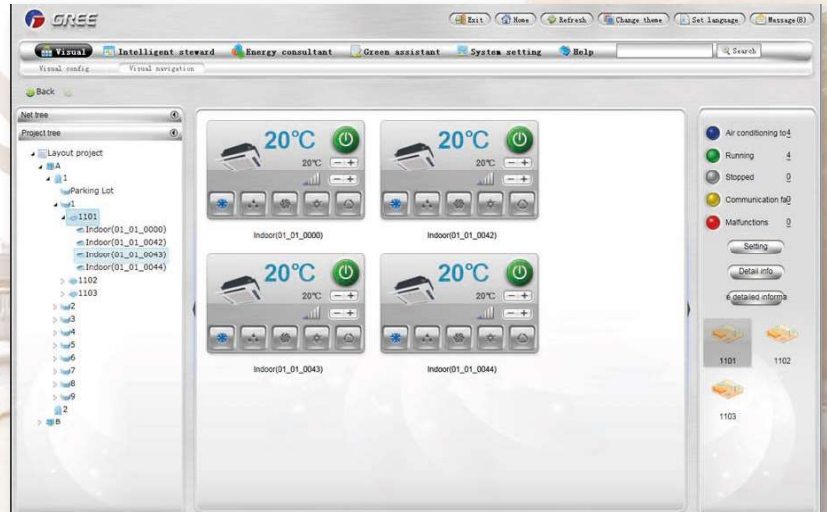 GREE
Exit Home Refresh Change theme Set language Message(8)
Visual Intelligent steward Energy consultant Green assistant System setting Help Search
Visual config Visual navigation
Back
Net tree
Project tree
Layout project
A
1
Parking Lot
1
1101
Indoor(01_01_0000)
Indoor(01_01_0042)
Indoor(01_01_0043)
Indoor(01_01_0044)
1102
1103
2
3
4
5
6
7
8
9
2
B
20°C
20°C
Indoor(01_01_0000)
20°C
20°C
Indoor(01_01_0042)
20°C
20°C
Indoor(01_01_0043)
20°C
20°C
Indoor(01_01_0044)
Air conditioning to4
Running 4
Stopped 0
Communication fa0
Malfunctions 0
Setting
Detail info
e detailed informa
1101 1102
1103